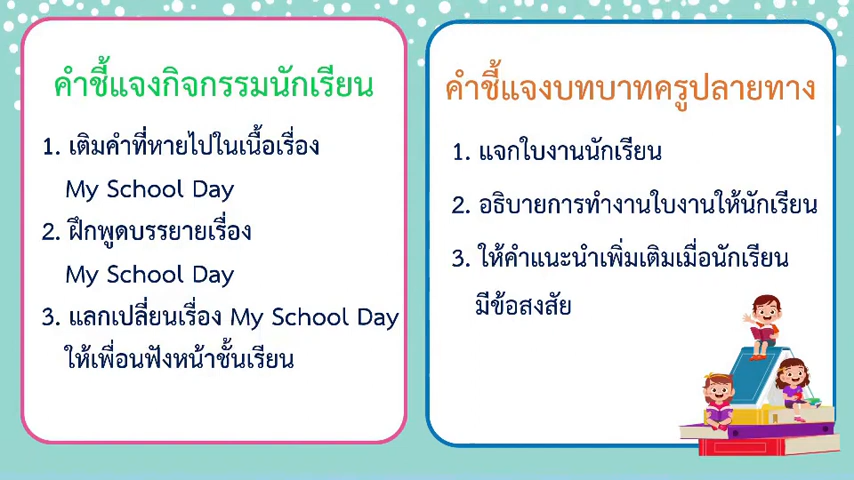 คำชี้แจงกิจกรรมนักเรียน
1. เติมคำที่หายไปในเนื้อเรื่อง
My School Day
2. ฝึกพูดบรรยายเรื่อง
My School Day
3. แลกเปลี่ยนเรื่อง My School Day
ให้เพื่อนฟังหน้าชั้นเรียน
คำชี้แจงบทบาทครูปลายทาง
1. แจกใบงานนักเรียน
2. อธิบายการทำงานใบงานให้นักเรียน
3. ให้คำแนะนำเพิ่มเติมเมื่อนักเรียน
มีข้อสงสัย